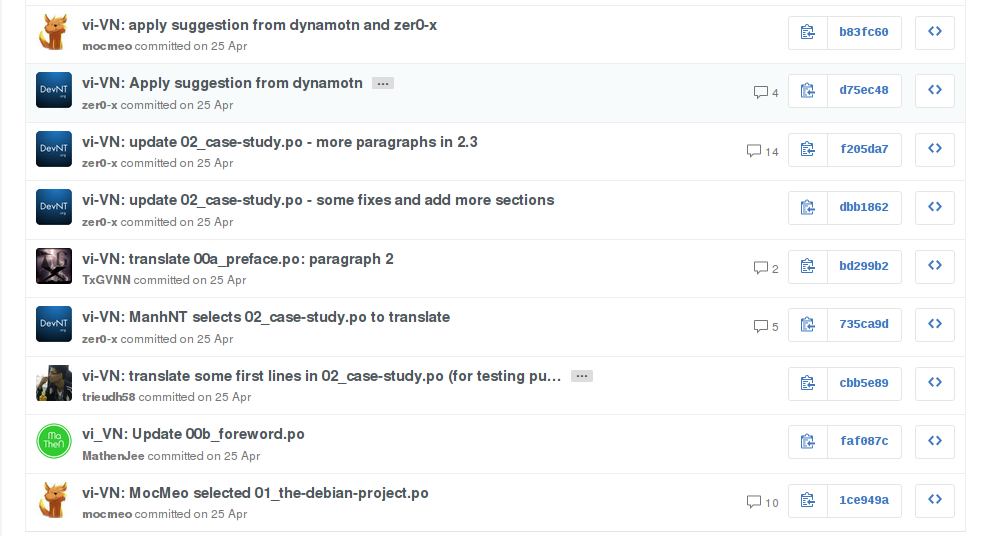 vi-VN: apply suggestion from dynamotn and zer0-x
mocmeo committed on 25 Apr
b83fc60
vi-VN: Apply suggestion from dynamotn …
zer0-x committed on 25 Apr
4
d75ec48
vi-VN: update 02_case-study.po - more paragraphs in 2.3
zer0-x committed on 25 Apr
14
f205da7
vi-VN: update 02_case-study.po - some fixes and add more sections
zer0-x committed on 25 Apr
dbb1862
vi-VN: translate 00a_preface.po: paragraph 2
TxGVNN committed on 25 Apr
2
bd299b2
vi-VN: ManhNT selects 02_case-study.po to translate
zer0-x committed on 25 Apr
5
735ca9d
vi-VN: translate some first lines in 02_case-study.po (for testing pu… …
trieudh58 committed on 25 Apr
cbb5e89
vi_VN: Update 00b_foreword.po
MathenJee committed on 25 Apr
faf087c
vi-VN: MocMeo selected 01_the-debian-project.po
mocmeo committed on 25 Apr
10
1ce949a
DevNT
.org
DevNT
.org
DevNT
.org
DevNT
.org
Ma
TheN